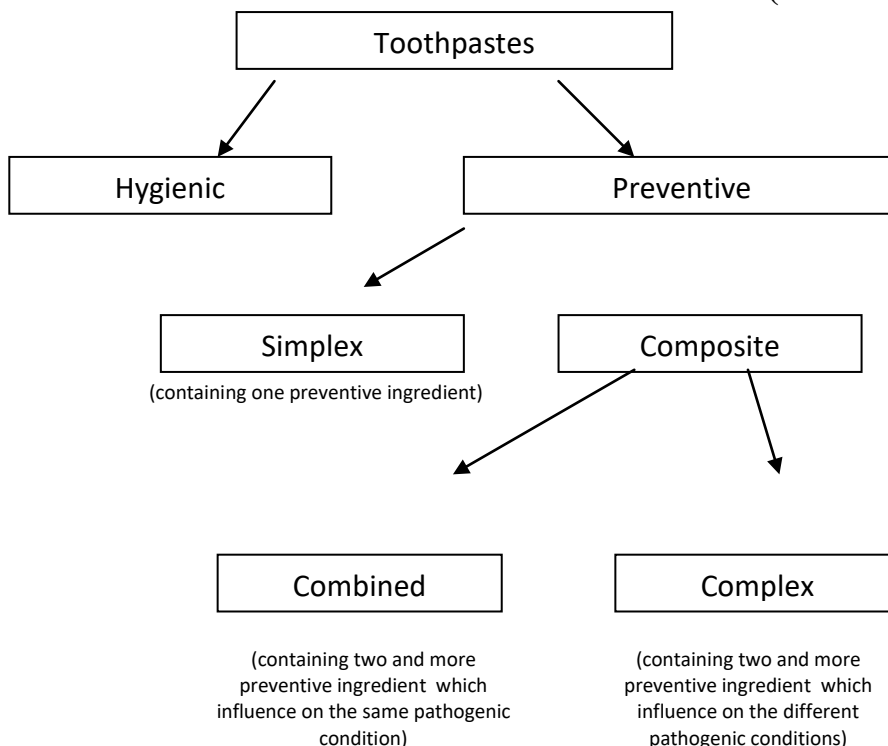 (
Toothpastes
Hygienic
Preventive
Simplex
Composite
(containing one preventive ingredient)
Combined
Complex
(containing two and more
preventive ingredient which
influence on the same pathogenic
condition)
(containing two and more
preventive ingredient which
influence on the different
pathogenic conditions)